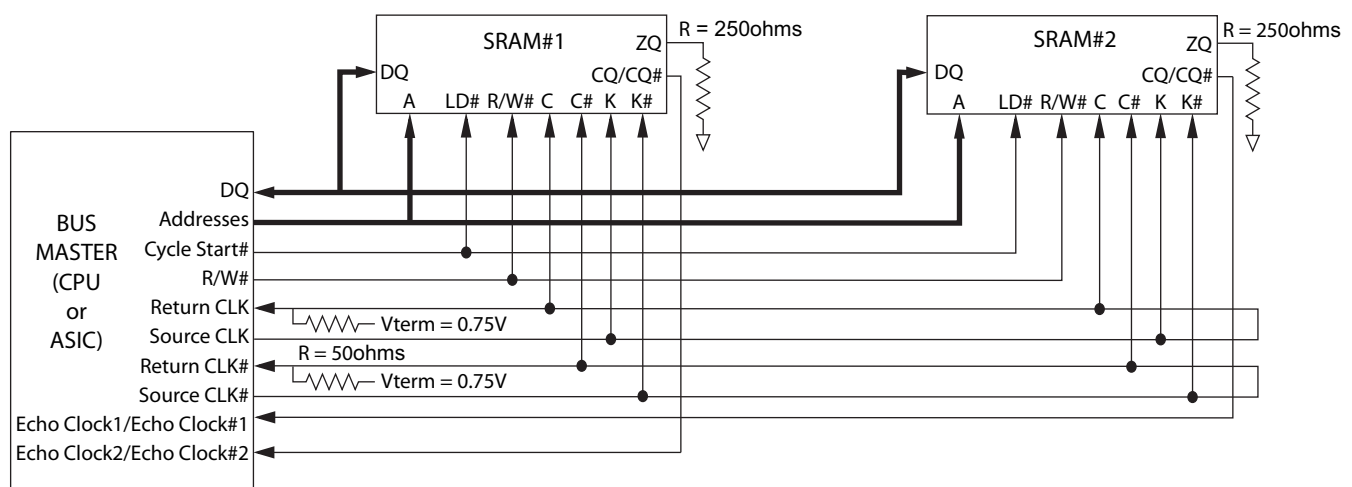 SRAM#1
ZQ
R = 250ohms
DQ
CQ/CQ#
A LD# R/W# C C# K K#
SRAM#2
ZQ
R = 250ohms
DQ
CQ/CQ#
A LD# R/W# C C# K K#
BUS
MASTER
(CPU
or
ASIC)
DQ
Addresses
Cycle Start#
R/W#
Return CLK
Vterm = 0.75V
Source CLK
R = 50ohms
Return CLK#
Vterm = 0.75V
Source CLK#
Echo Clock1/Echo Clock#1
Echo Clock2/Echo Clock#2